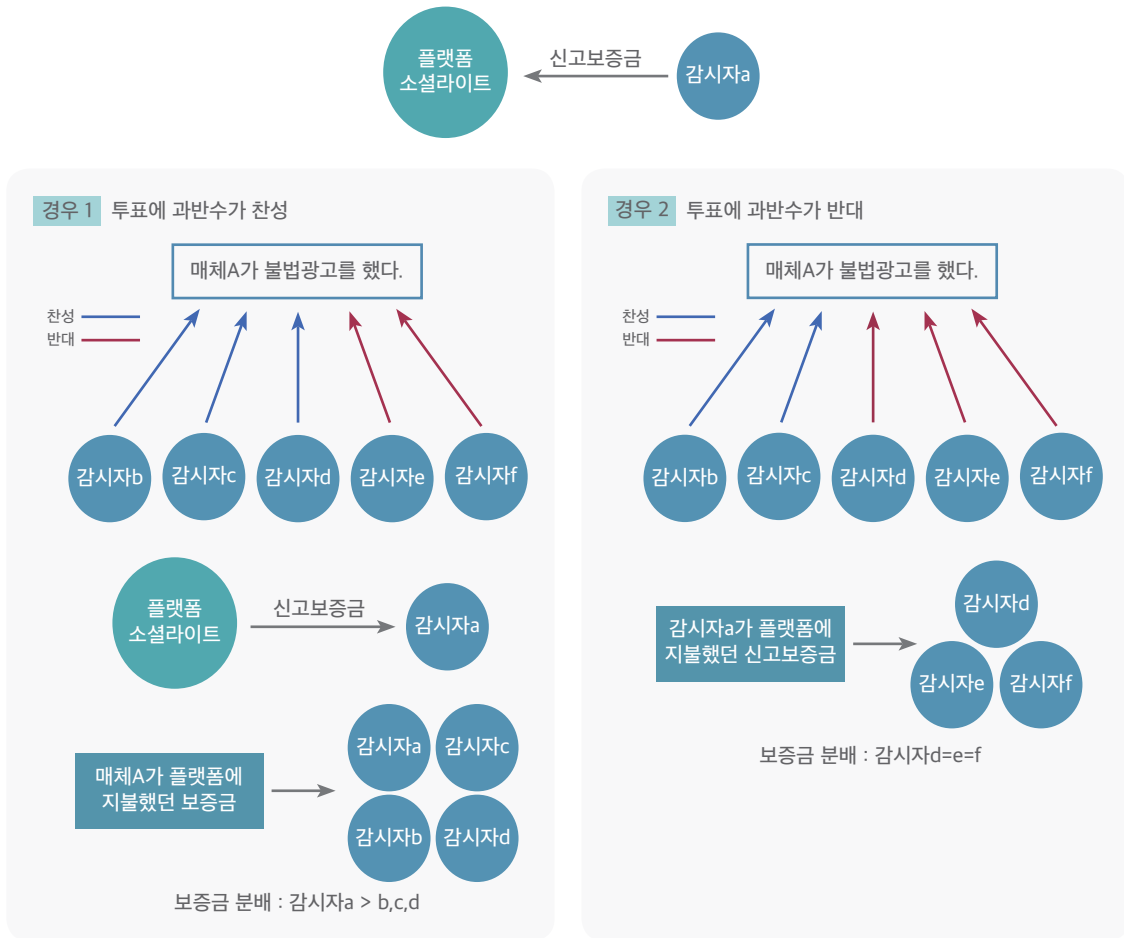 플랫폼
소셜라이트
신고보증금
감시자a
경우 1 투표에 과반수가 찬성
매체A가 불법광고를 했다.
찬성
반대
감시자b
감시자c
감시자d
감시자e
감시자f
플랫폼
소셜라이트
신고보증금
감시자a
매체A가 플랫폼에
지불했던 보증금
감시자a
감시자c
감시자b
감시자d
보증금 분배 : 감시자a > b,c,d
경우 2 투표에 과반수가 반대
매체A가 불법광고를 했다.
찬성
반대
감시자b
감시자c
감시자d
감시자e
감시자f
감시자a가 플랫폼에
지불했던 신고보증금
감시자d
감시자e
감시자f
보증금 분배 : 감시자d=e=f